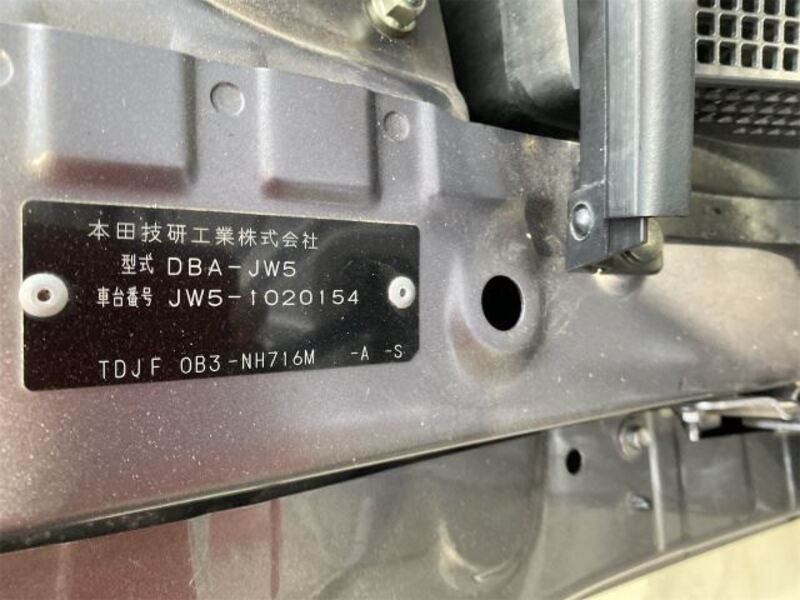 本田技研工業株式会社
型式 DBA-JW5
車台番号 JW5-1020154
TDJF 0B3-NH716M -A -S